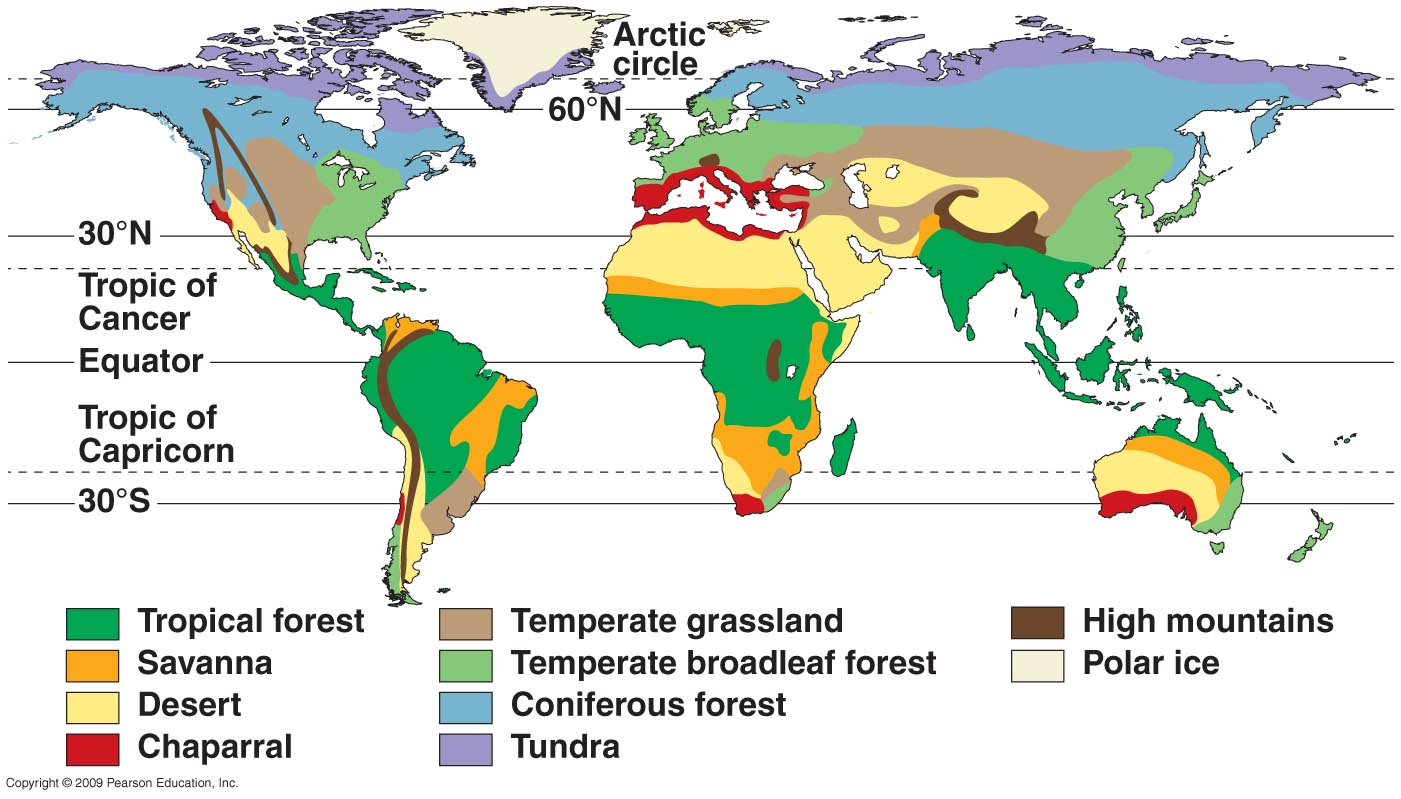 Arctic
circle
60°N
30°N
Tropic of
Cancer
Equator
Tropic of
Capricorn
30°S
Tropical forest
Savanna
Desert
Chaparral
Temperate grassland
Temperate broadleaf forest
Coniferous forest
Tundra
High mountains
Polar ice
Copyright © 2009 Pearson Education, Inc.